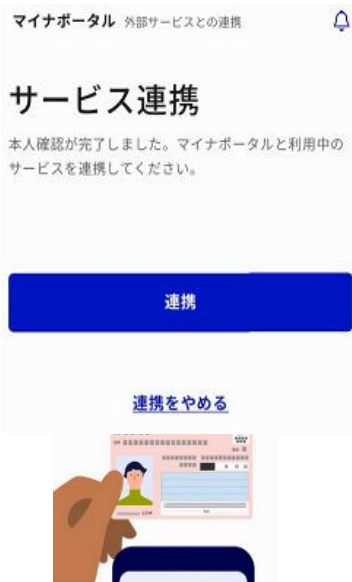 マイナポータル 外部サービスとの連携
サービス連携
本人確認が完了しました。マイナポータルと利用中の
サービスを連携してください。
連携
連携をやめる